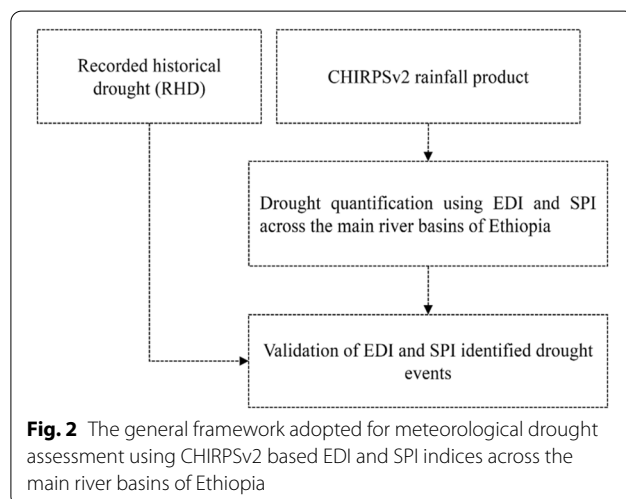 Recorded historical
drought (RHD)
CHIRPSv2 rainfall product
Drought quantification using EDI and SPI
across the main river basins of Ethiopia
Validation of EDI and SPI identified drought
events
Fig. 2 The general framework adopted for meteorological drought
assessment using CHIRPSv2 based EDI and SPI indices across the
main river basins of Ethiopia